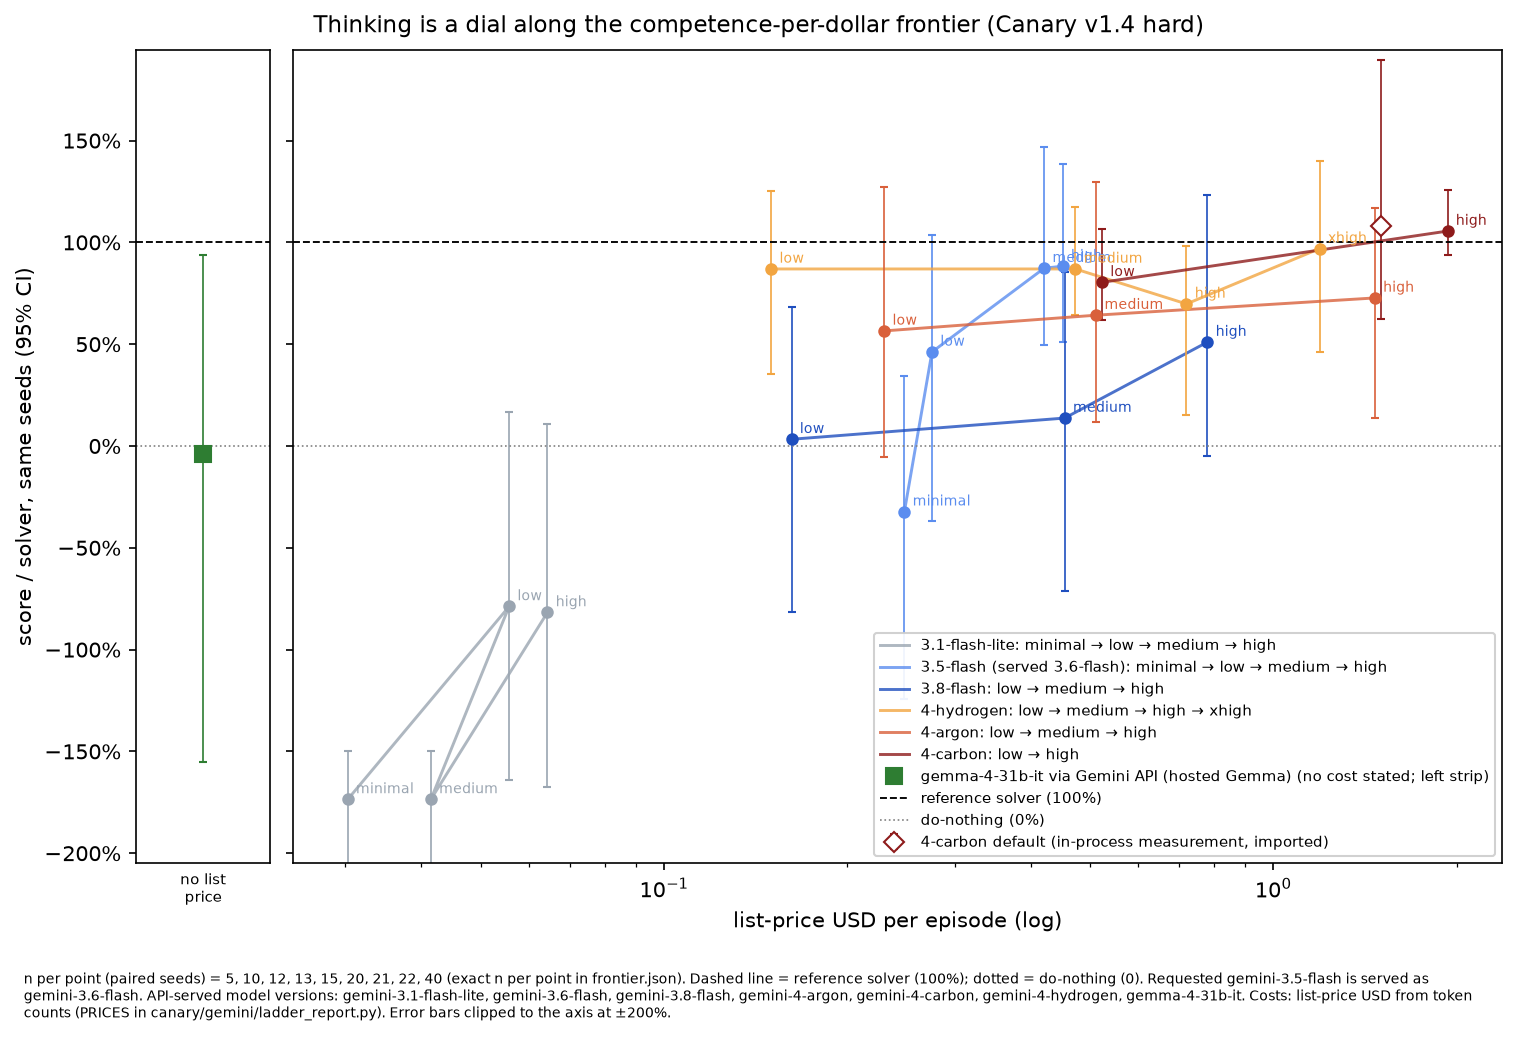 Thinking is a dial along the competence-per-dollar frontier (Canary v1.4 hard)
score / solver, same seeds (95% CI)
150%
100%
50%
0%
−50%
−100%
−150%
−200%
no list
price
low
medium
high
medium
low
high
xhigh
high
low
medium
high
low
minimal
low
medium
high
low
high
minimal
medium
3.1-flash-lite: minimal → low → medium → high
3.5-flash (served 3.6-flash): minimal → low → medium → high
3.8-flash: low → medium → high
4-hydrogen: low → medium → high → xhigh
4-argon: low → medium → high
4-carbon: low → high
gemma-4-31b-it via Gemini API (hosted Gemma) (no cost stated; left strip)
reference solver (100%)
do-nothing (0%)
4-carbon default (in-process measurement, imported)
10⁻¹
10⁰
list-price USD per episode (log)
n per point (paired seeds) = 5, 10, 12, 13, 15, 20, 21, 22, 40 (exact n per point in frontier.json). Dashed line = reference solver (100%); dotted = do-nothing (0). Requested gemini-3.5-flash is served as
gemini-3.6-flash. API-served model versions: gemini-3.1-flash-lite, gemini-3.6-flash, gemini-3.8-flash, gemini-4-argon, gemini-4-carbon, gemini-4-hydrogen, gemma-4-31b-it. Costs: list-price USD from token
counts (PRICES in canary/gemini/ladder_report.py). Error bars clipped to the axis at ±200%.